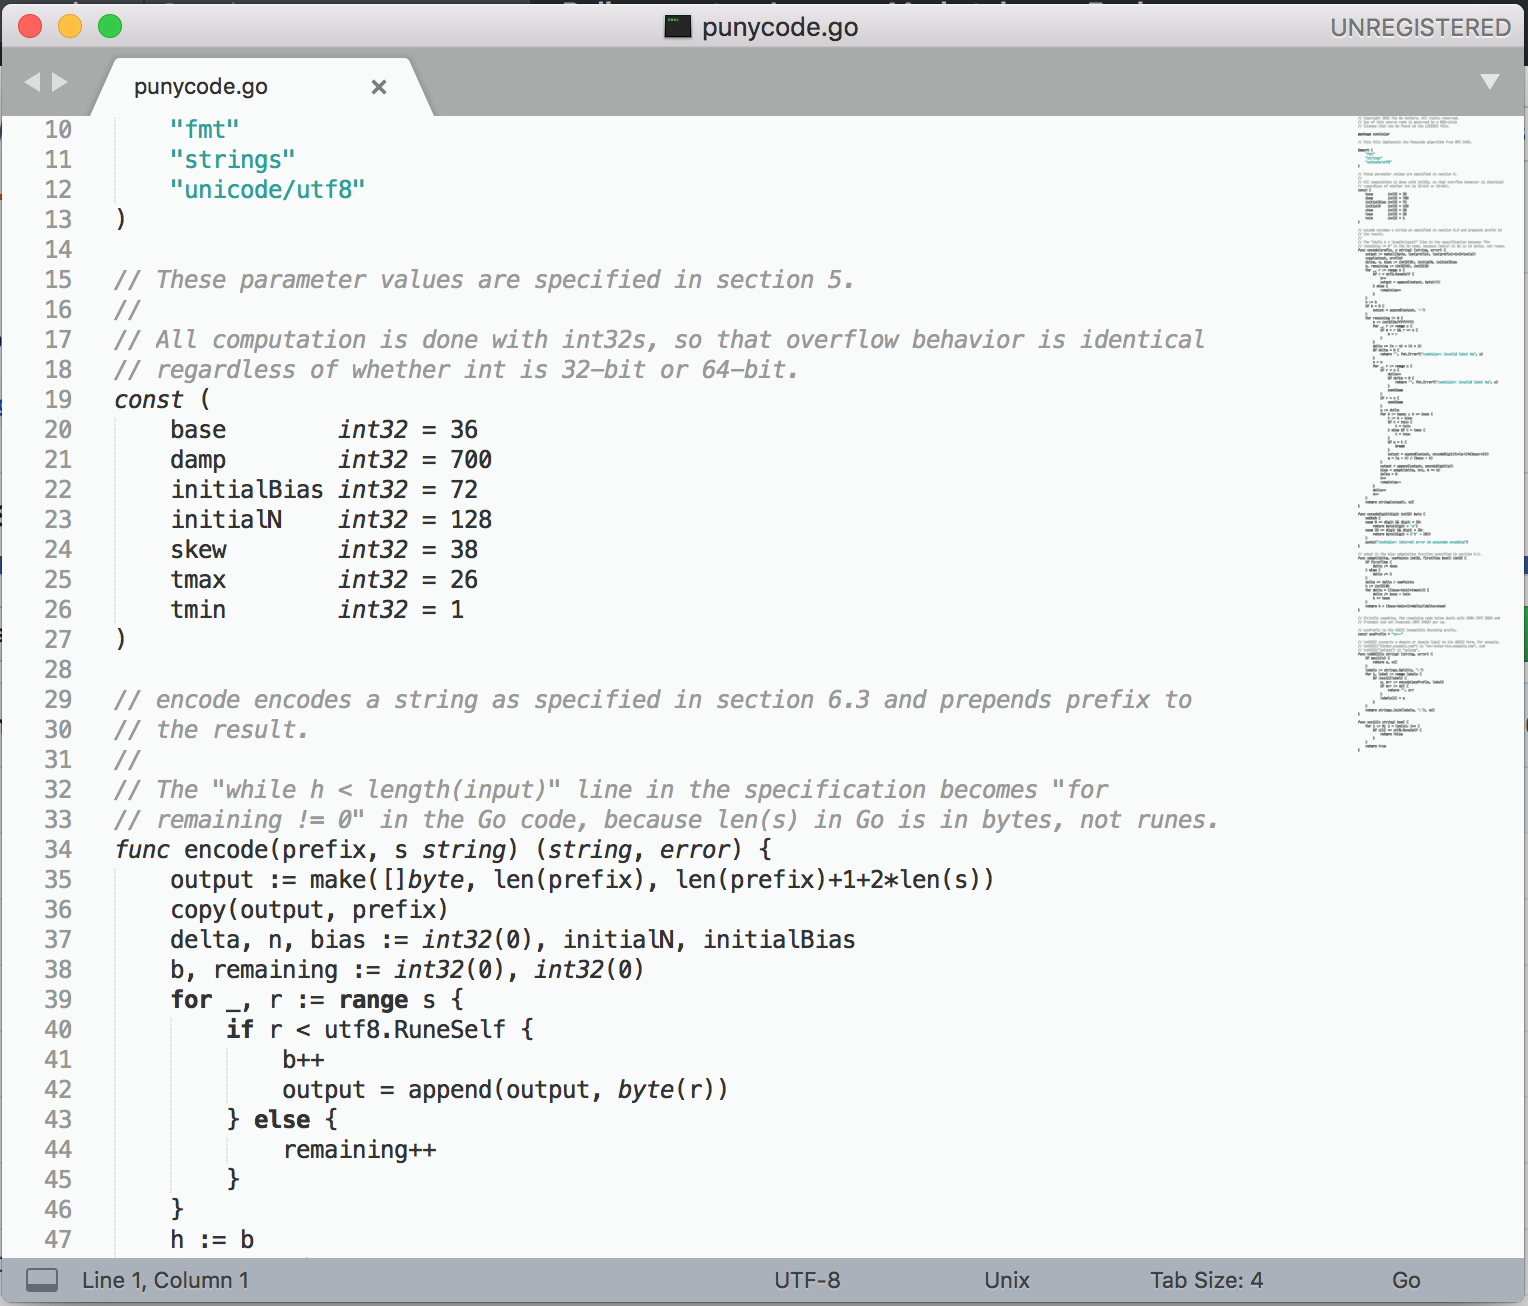 punycode.go
UNREGISTERED
punycode.go ×
10 "fmt"
11 "strings"
12 "unicode/utf8"
13 )
14
15 // These parameter values are specified in section 5.
16 //
17 // All computation is done with int32s, so that overflow behavior is identical
18 // regardless of whether int is 32-bit or 64-bit.
19 const (
20 base int32 = 36
21 damp int32 = 700
22 initialBias int32 = 72
23 initialN int32 = 128
24 skew int32 = 38
25 tmax int32 = 26
26 tmin int32 = 1
27 )
28
29 // encode encodes a string as specified in section 6.3 and prepends prefix to
30 // the result.
31 //
32 // The "while h < length(input)" line in the specification becomes "for
33 // remaining != 0" in the Go code, because len(s) in Go is in bytes, not runes.
34 func encode(prefix, s string) (string, error) {
35 output := make([]byte, len(prefix), len(prefix)+1+2*len(s))
36 copy(output, prefix)
37 delta, n, bias := int32(0), initialN, initialBias
38 b, remaining := int32(0), int32(0)
39 for _, r := range s {
40 if r < utf8.RuneSelf {
41 b++
42 output = append(output, byte(r))
43 } else {
44 remaining++
45 }
46 }
47 h := b
Line 1, Column 1
UTF-8
Unix
Tab Size: 4
Go